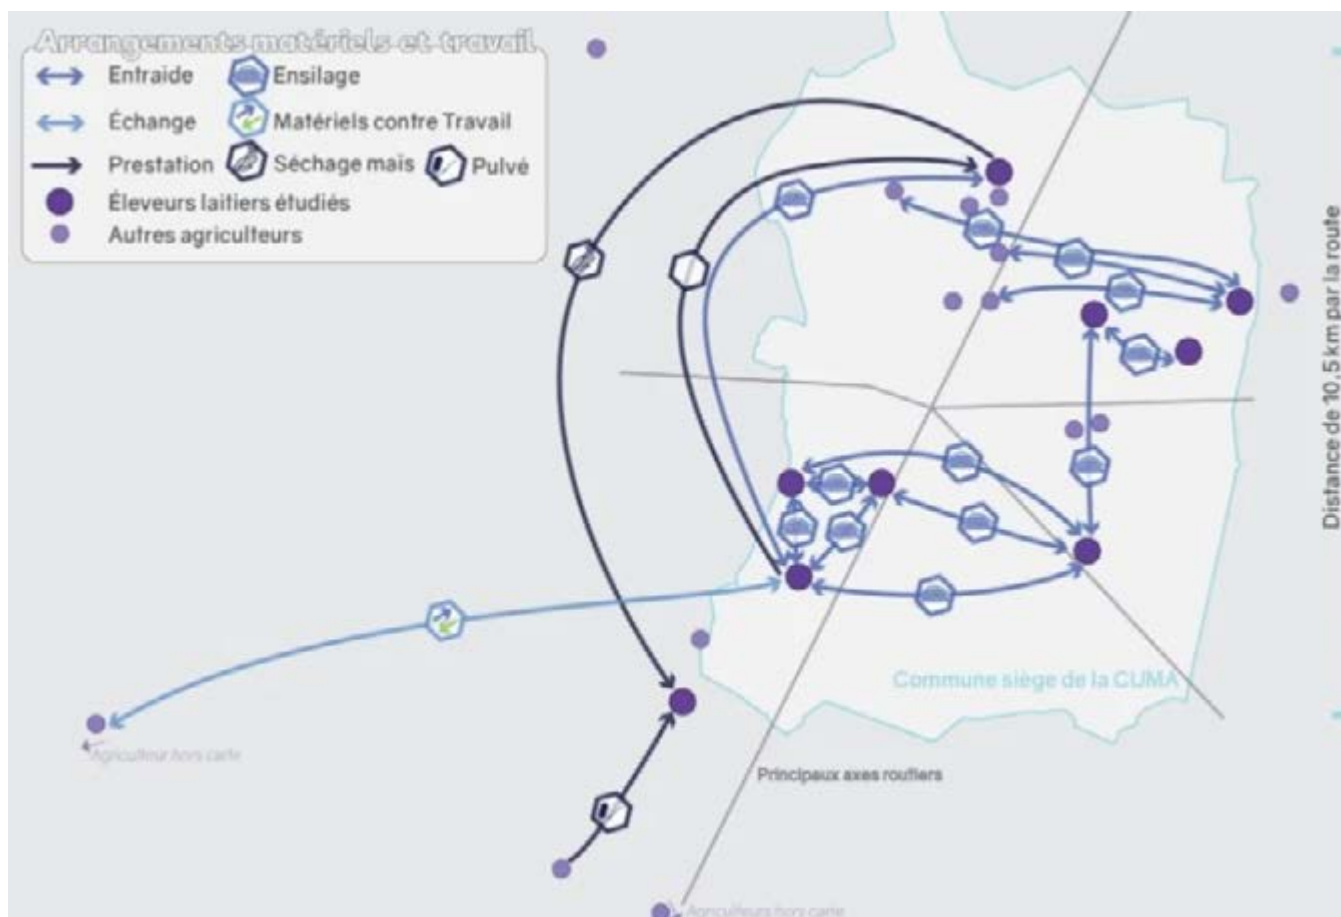 Arrangements matériels et travail
Entraide
Ensilage
Échange
Matériels contre Travail
Prestation
Séchage maïs
Pulvé
Éleveurs laitiers étudiés
Autres agriculteurs
Distance de 10,5 km par la route
Commune siège de la CUMA
Agriculteur hors carte
Principaux axes routiers
Agriculteurs hors carte